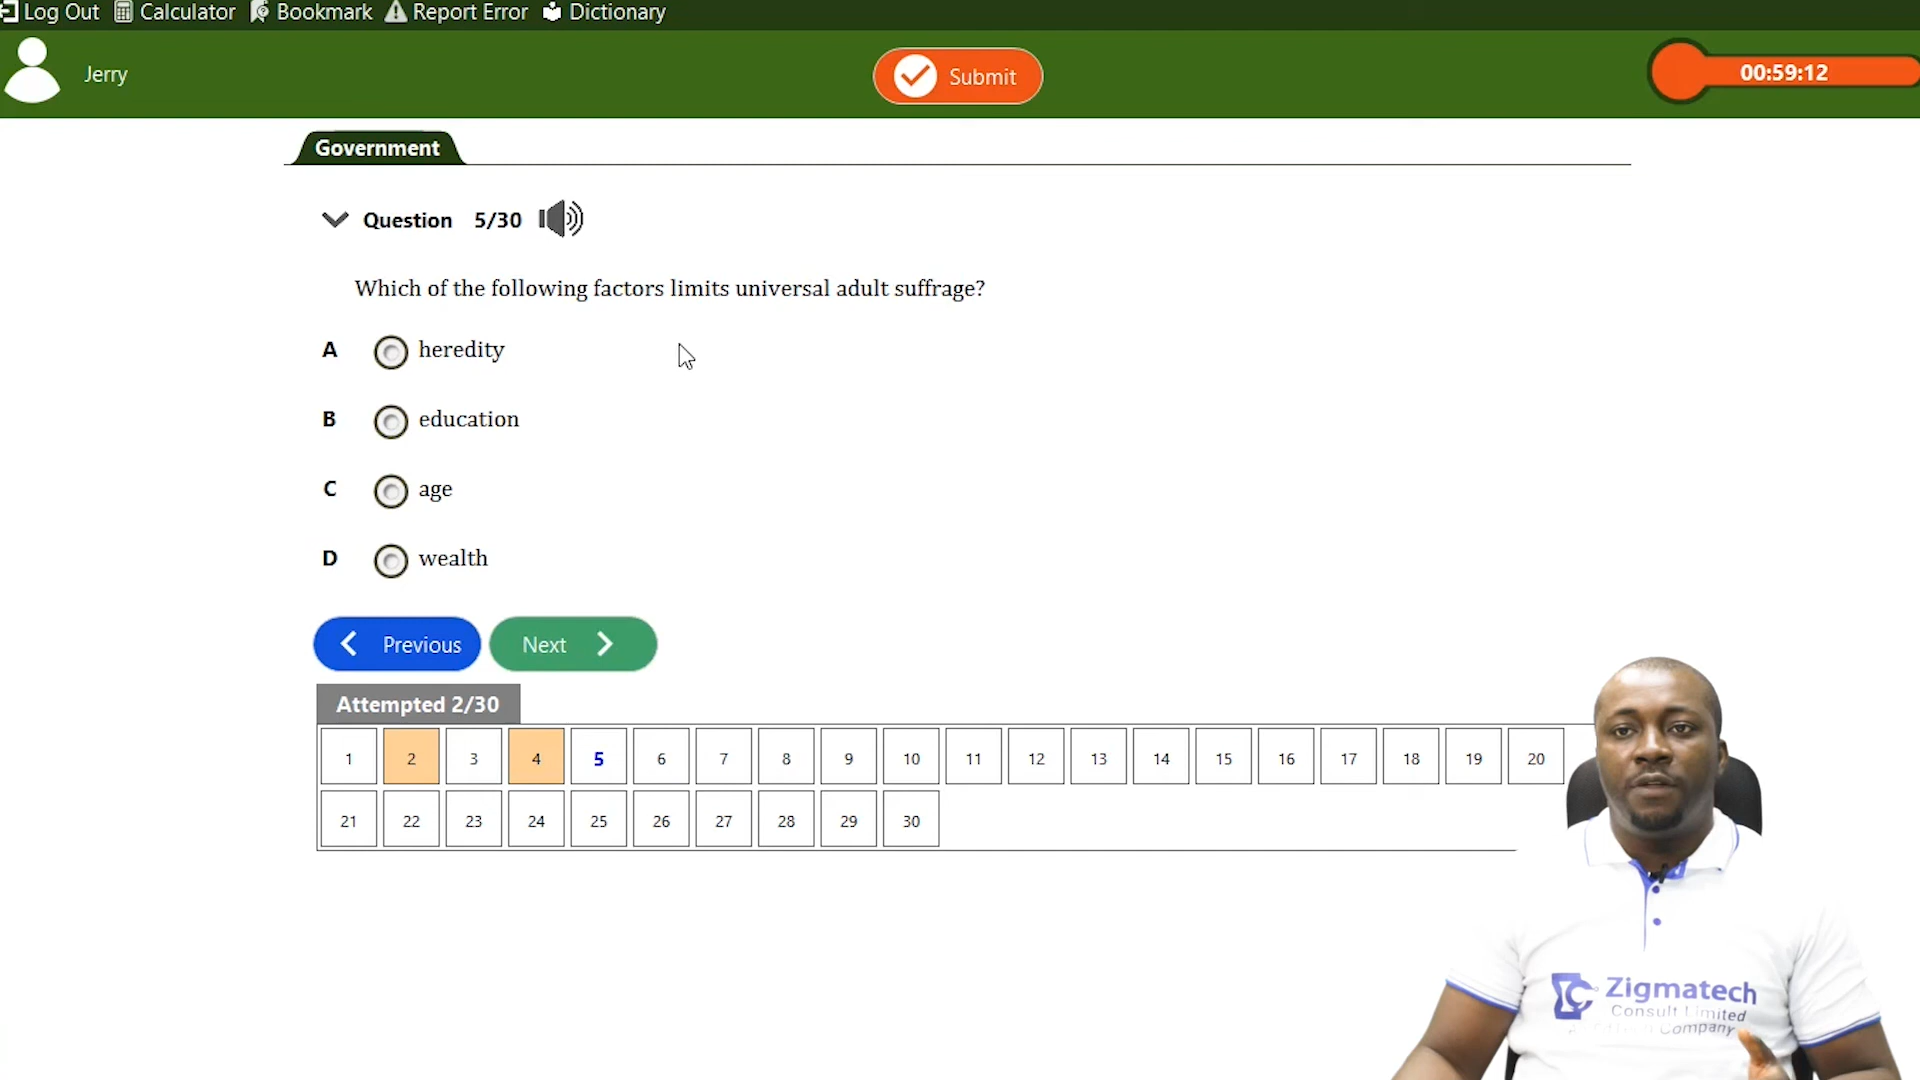 Log Out Calculator Bookmark Report Error Dictionary
Jerry
Submit
00:59:12
Government
Question 5/30
Which of the following factors limits universal adult suffrage?
A heredity
B education
C age
D wealth
Previous Next
Attempted 2/30
1 2 3 4 5 6 7 8 9 10 11 12 13 14 15 16 17 18 19 20
21 22 23 24 25 26 27 28 29 30
Zigmatech
Consult Limited
Company